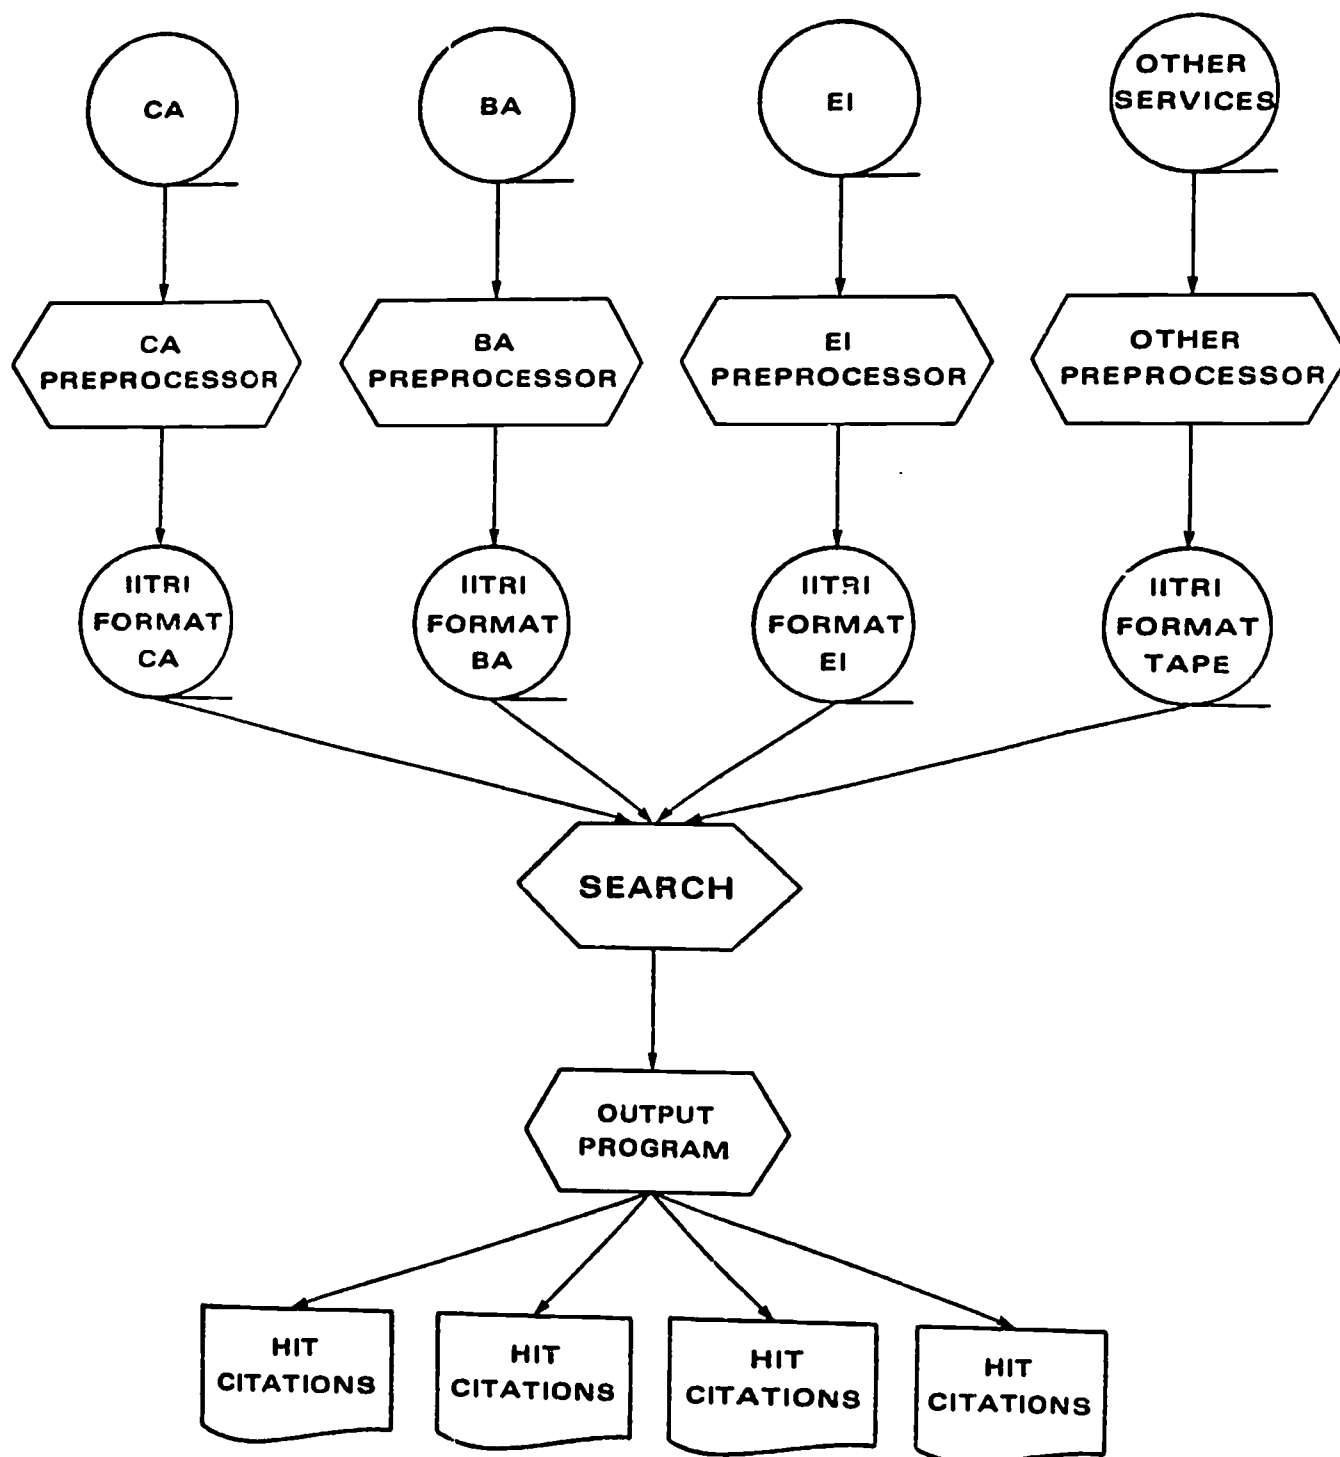 CA
BA
EI
OTHER
SERVICES
CA
PREPROCESSOR
BA
PREPROCESSOR
EI
PREPROCESSOR
OTHER
PREPROCESSOR
IITRI
FORMAT
CA
IITRI
FORMAT
BA
IITRI
FORMAT
EI
IITRI
FORMAT
TAPE
SEARCH
OUTPUT
PROGRAM
HIT
CITATIONS
HIT
CITATIONS
HIT
CITATIONS
HIT
CITATIONS